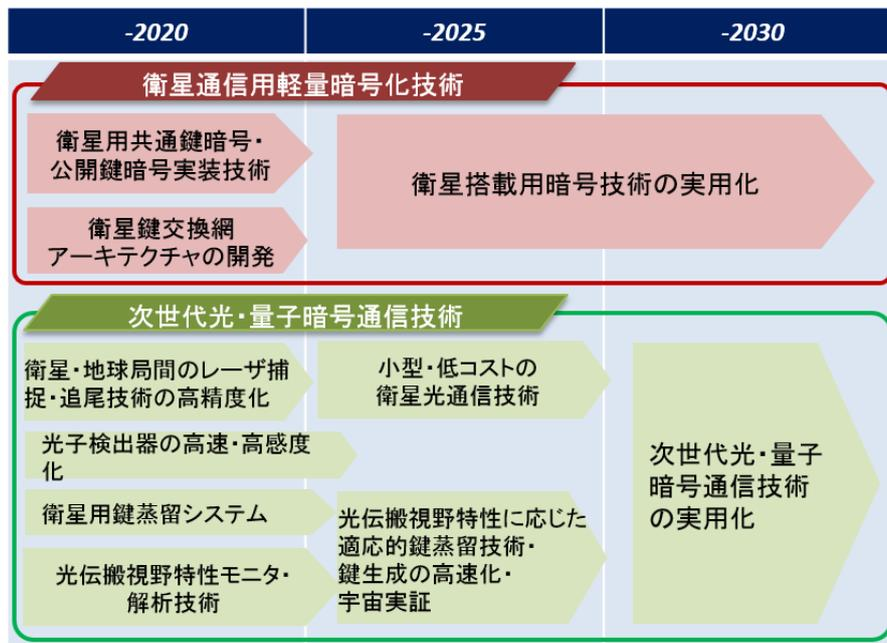 -2020
-2025
-2030
衛星通信用軽量暗号化技術
衛星用共通鍵暗号・
公開鍵暗号実装技術
衛星鍵交換網
アーキテクチャの開発
衛星搭載用暗号技術の実用化
次世代光・量子暗号通信技術
衛星・地球局間のレーザ捕
捉・追尾技術の高精度化
光子検出器の高速・高感度
化
衛星用鍵蒸留システム
光伝搬視野特性モニタ・
解析技術
小型・低コストの
衛星光通信技術
光伝搬視野特性に応じた
適応的鍵蒸留技術・
鍵生成の高速化・
宇宙実証
次世代光・量子
暗号通信技術
の実用化